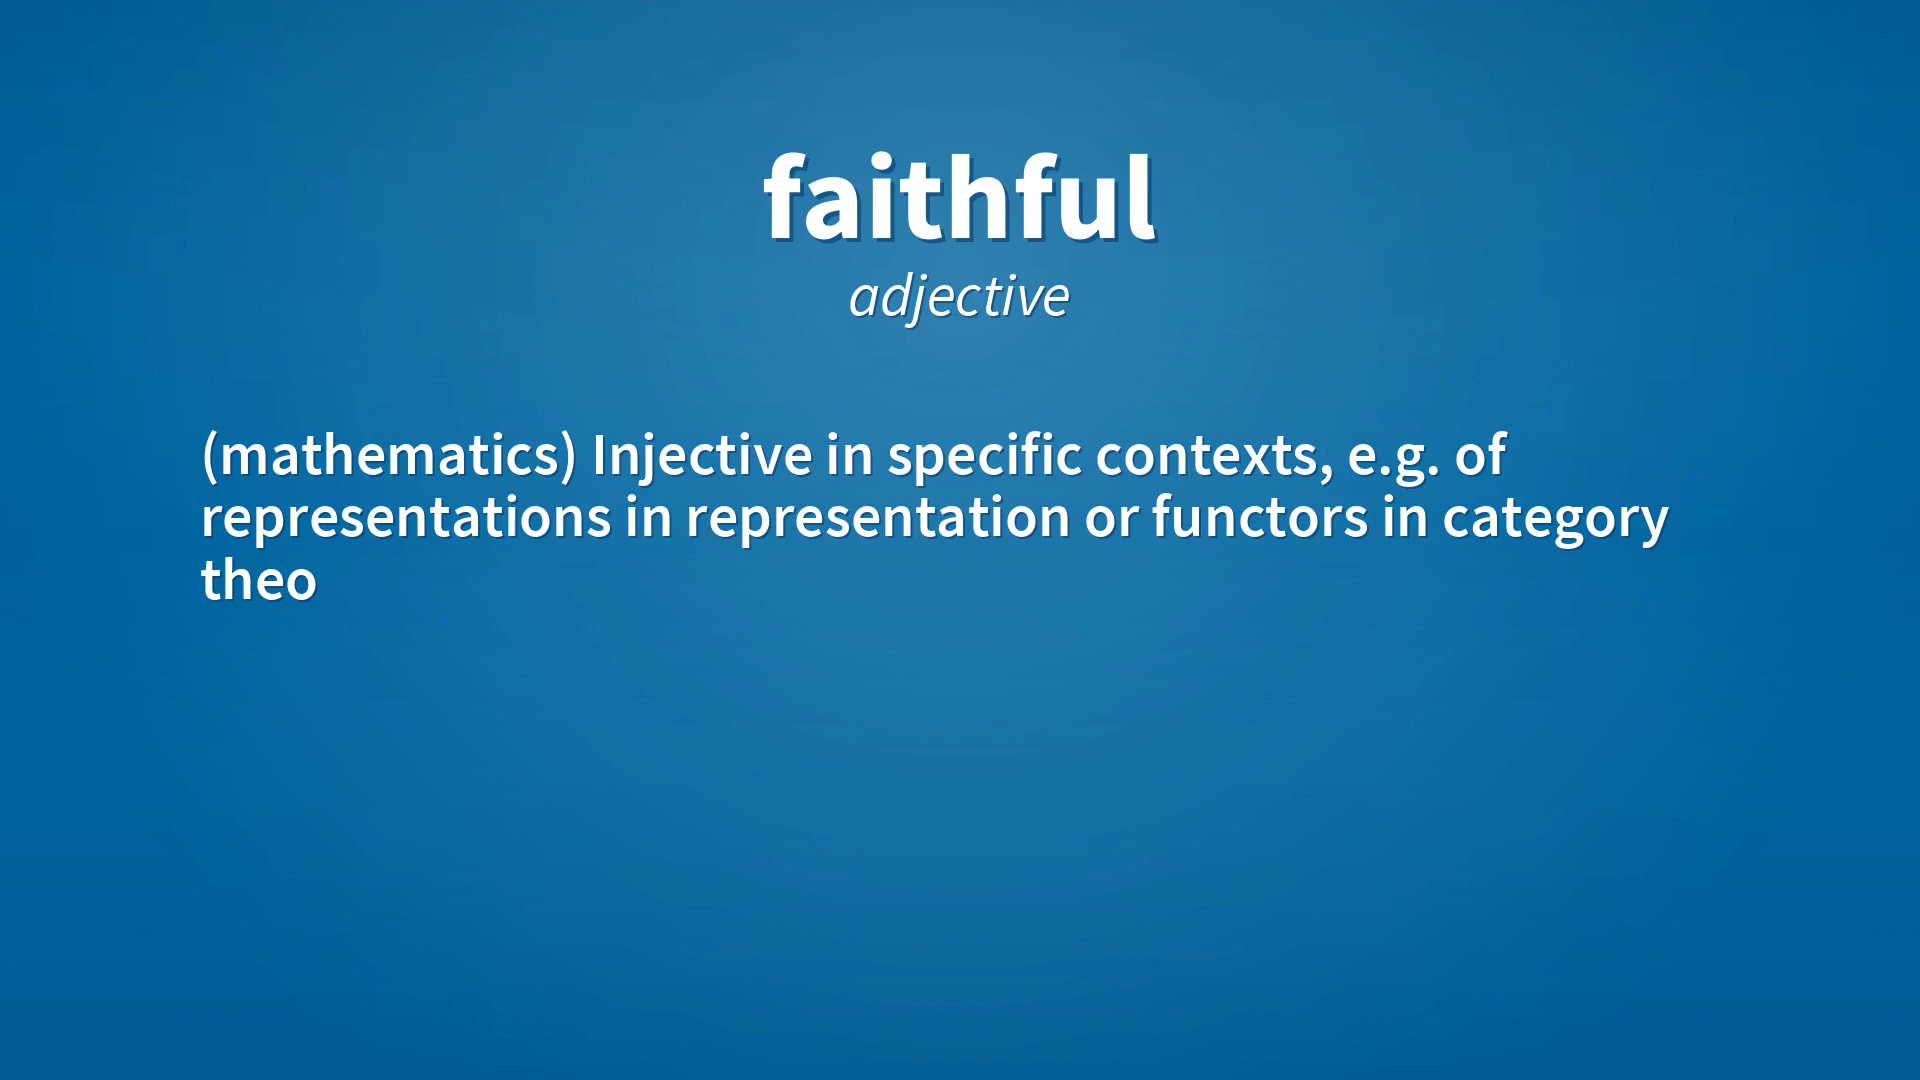 faithful
adjective
(mathematics) Injective in specific contexts, e.g. of
representations in representation or functors in category
theo